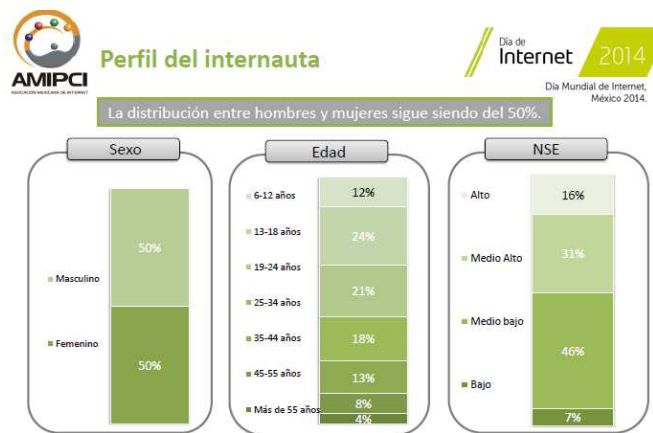 AMIPCI
ASOCIACIÓN MEXICANA DE INTERNET
Perfil del internauta
Día de
Internet 2014
Día Mundial de Internet,
México 2014.
La distribución entre hombres y mujeres sigue siendo del 50%.
Sexo
Masculino
Femenino
50%
50%
Edad
6-12 años
13-18 años
19-24 años
25-34 años
35-44 años
45-55 años
Más de 55 años
12%
24%
21%
18%
13%
8%
4%
NSE
Alto
Medio Alto
Medio bajo
Bajo
16%
31%
46%
7%